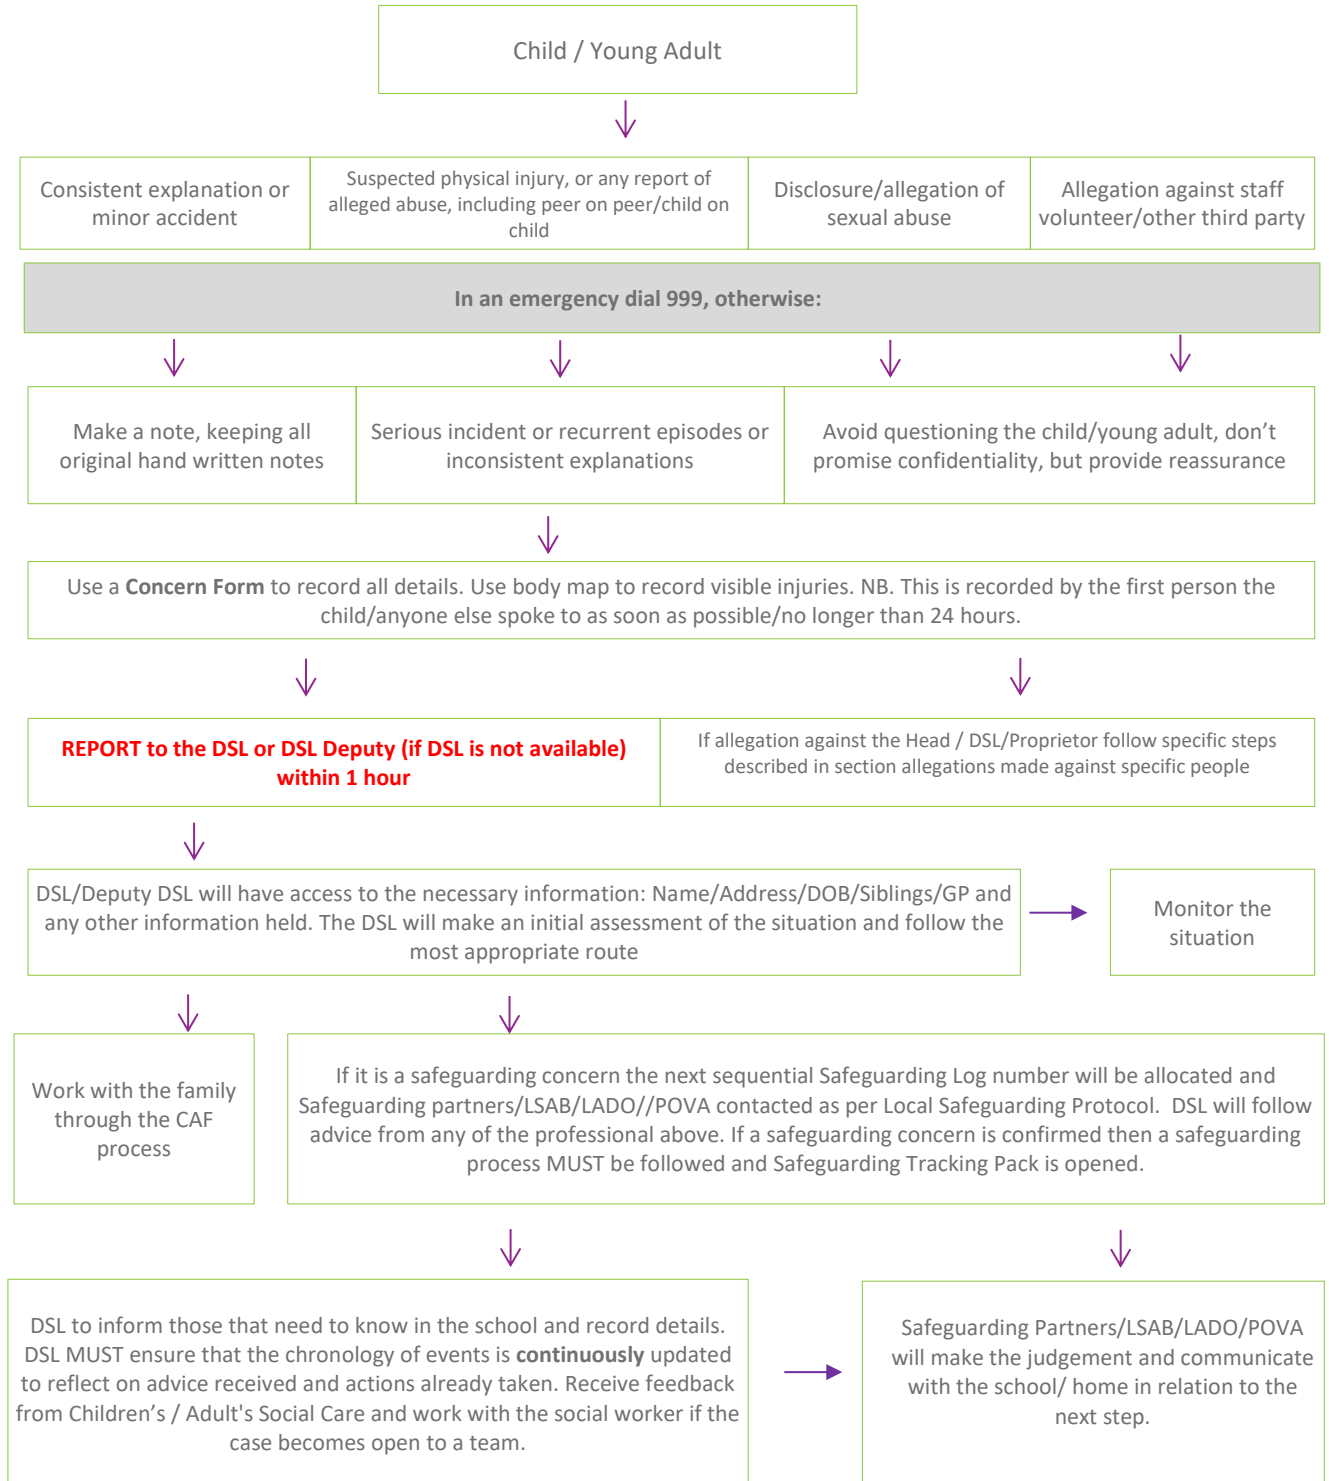 Child / Young Adult
Consistent explanation or
minor accident
Suspected physical injury, or any report of
alleged abuse, including peer on peer/child on
child
Disclosure/allegation of
sexual abuse
Allegation against staff
volunteer/other third party
In an emergency dial 999, otherwise:
Make a note, keeping all
original hand written notes
Serious incident or recurrent episodes or
inconsistent explanations
Avoid questioning the child/young adult, don’t
promise confidentiality, but provide reassurance
Use a Concern Form to record all details. Use body map to record visible injuries. NB. This is recorded by the first person the
child/anyone else spoke to as soon as possible/no longer than 24 hours.
REPORT to the DSL or DSL Deputy (if DSL is not available)
within 1 hour
If allegation against the Head / DSL/Proprietor follow specific steps
described in section allegations made against specific people
DSL/Deputy DSL will have access to the necessary information: Name/Address/DOB/Siblings/GP and
any other information held. The DSL will make an initial assessment of the situation and follow the
most appropriate route
Monitor the
situation
Work with the family
through the CAF
process
If it is a safeguarding concern the next sequential Safeguarding Log number will be allocated and
Safeguarding partners/LSAB/LADO//POVA contacted as per Local Safeguarding Protocol. DSL will follow
advice from any of the professional above. If a safeguarding concern is confirmed then a safeguarding
process MUST be followed and Safeguarding Tracking Pack is opened.
DSL to inform those that need to know in the school and record details.
DSL MUST ensure that the chronology of events is continuously updated
to reflect on advice received and actions already taken. Receive feedback
from Children’s / Adult's Social Care and work with the social worker if the
case becomes open to a team.
Safeguarding Partners/LSAB/LADO/POVA
will make the judgement and communicate
with the school/ home in relation to the
next step.